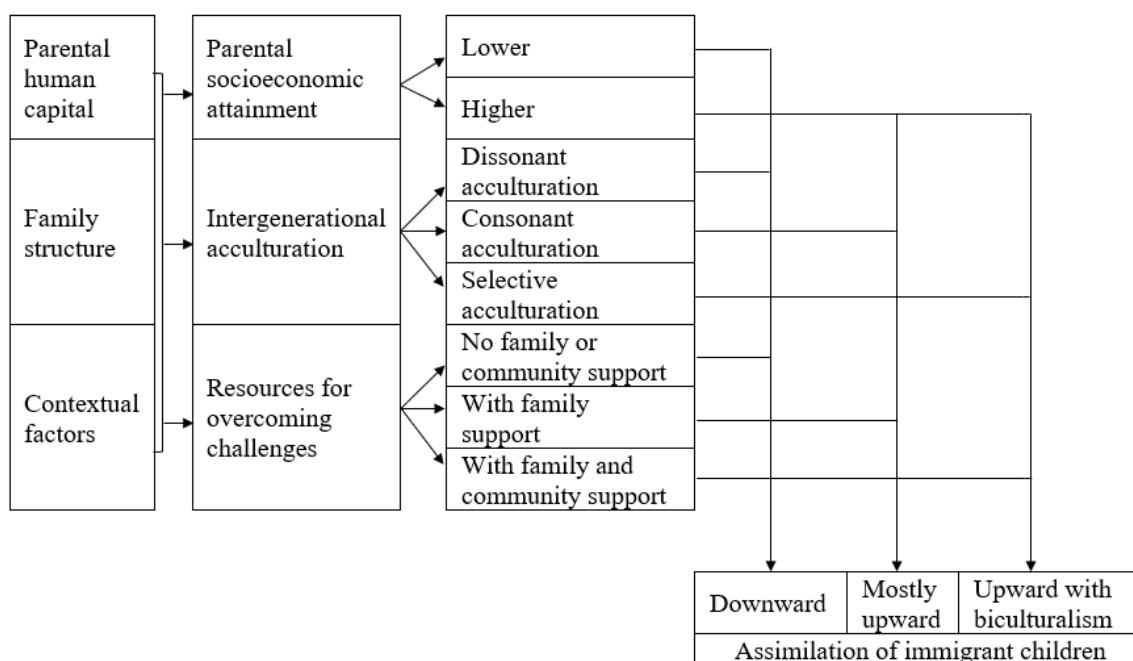 Parental
human
capital
Family
structure
Contextual
factors
Parental
socioeconomic
attainment
Intergenerational
acculturation
Resources for
overcoming
challenges
Lower
Higher
Dissonant
acculturation
Consonant
acculturation
Selective
acculturation
No family or
community support
With family
support
With family and
community support
Downward
Mostly
upward
Upward with
biculturalism
Assimilation of immigrant children